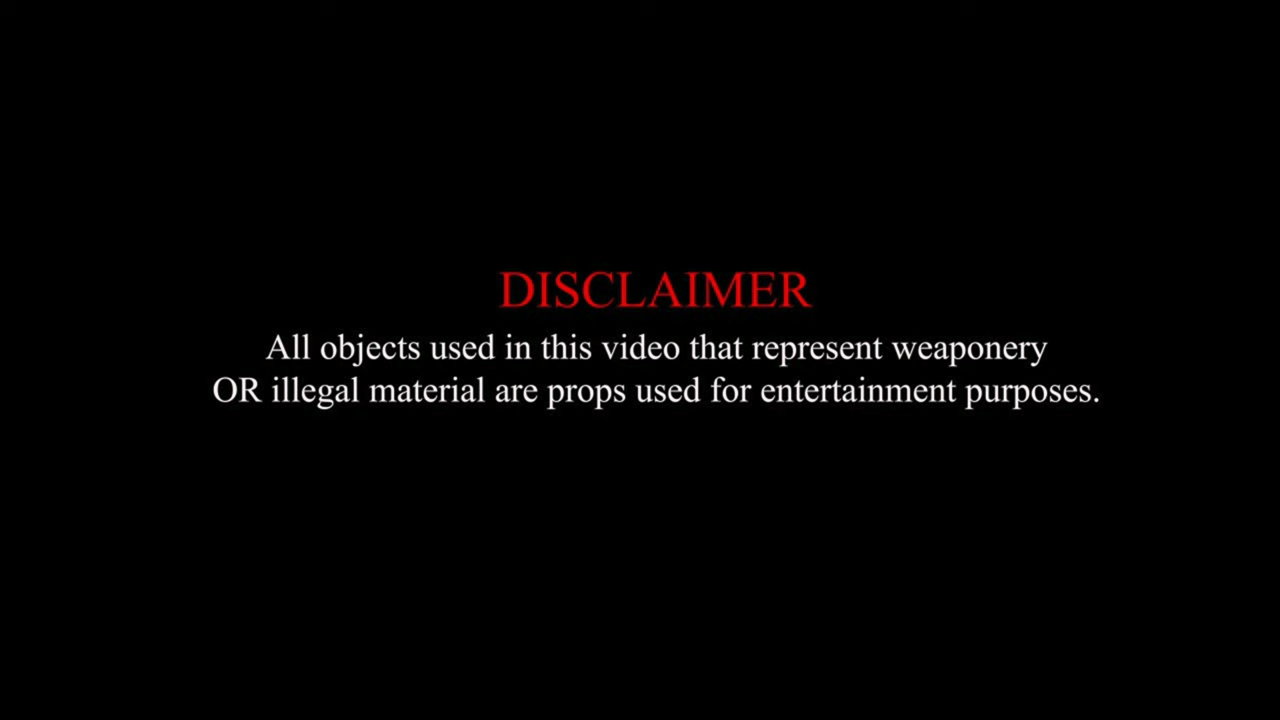 DISCLAIMER
All objects used in this video that represent weaponery
OR illegal material are props used for entertainment purposes.